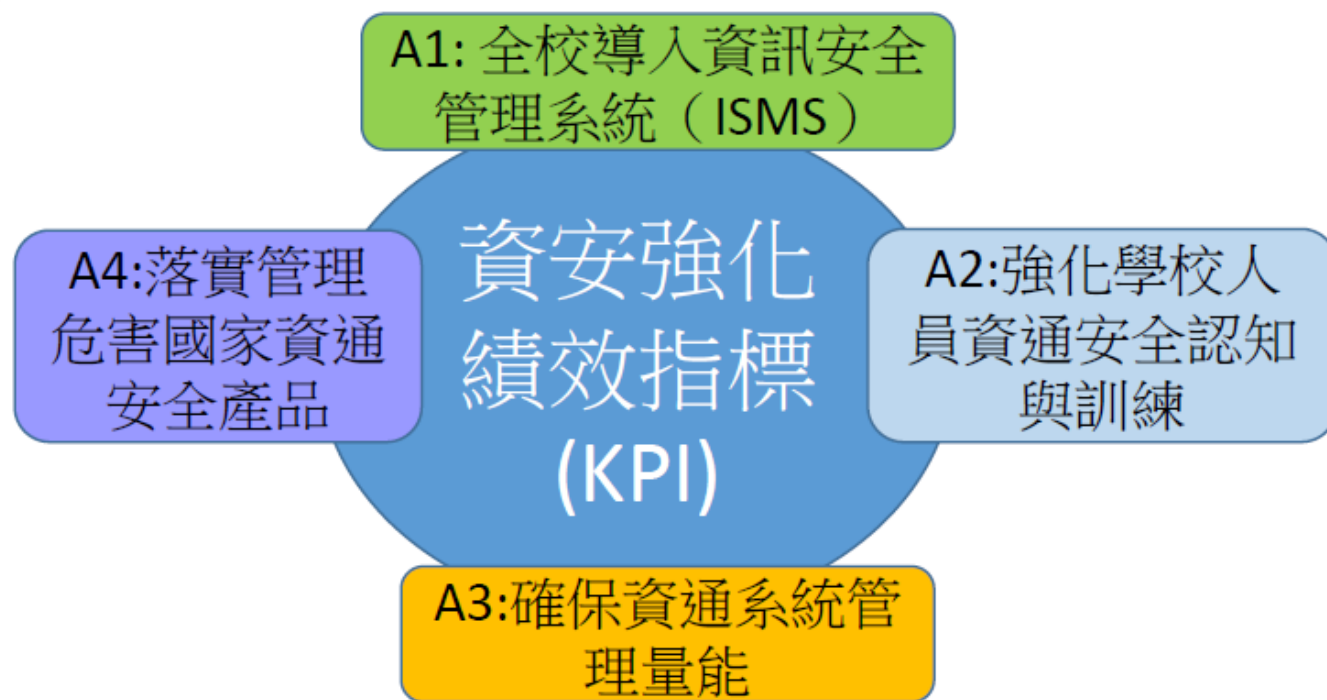 A1: 全校導入資訊安全
管理系統（ISMS）
資安強化
績效指標
(KPI)
A4:落實管理
危害國家資通
安全產品
A2:強化學校人
員資通安全認知
與訓練
A3:確保資通系統管
理量能